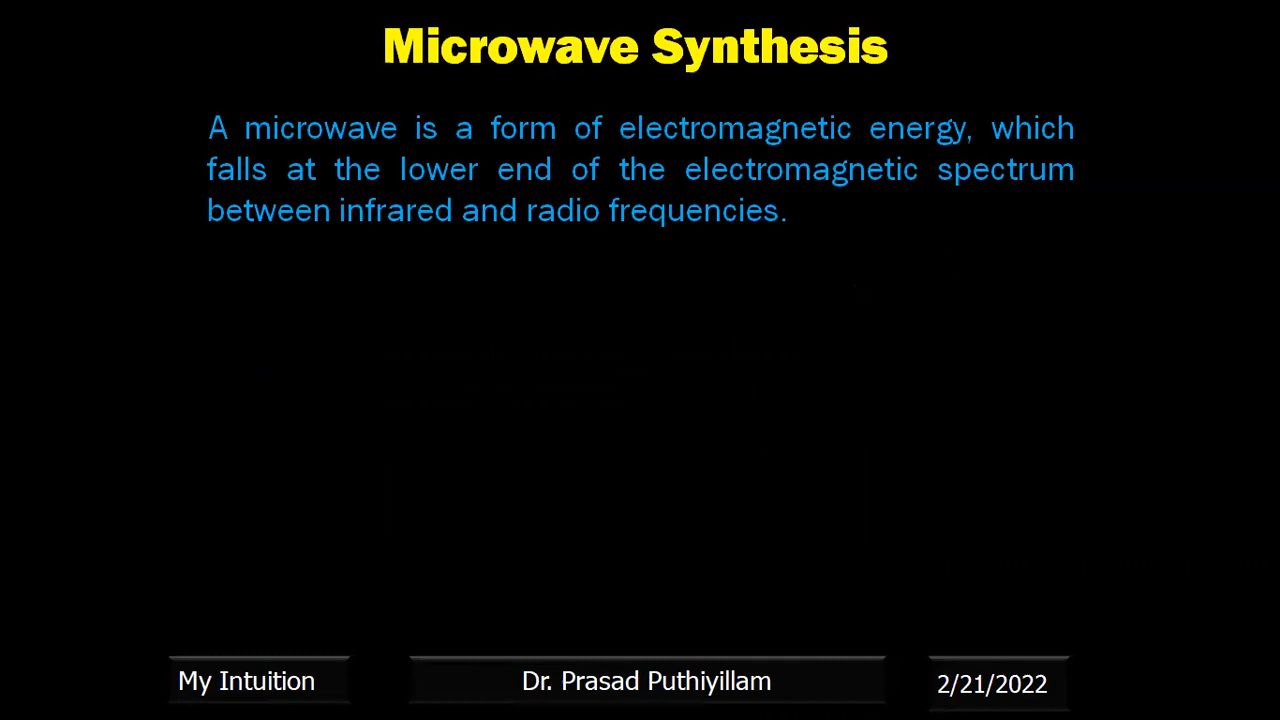 Microwave Synthesis
A microwave is a form of electromagnetic energy, which
falls at the lower end of the electromagnetic spectrum
between infrared and radio frequencies.
My Intuition
Dr. Prasad Puthiyillam
2/21/2022